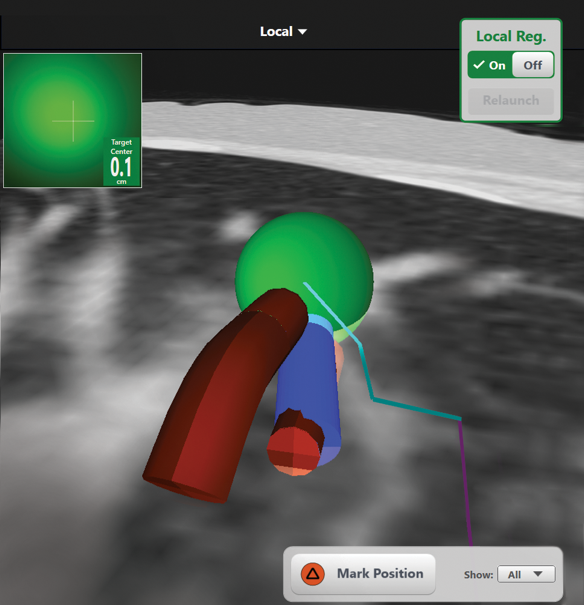 Local
Local Reg.
On
Off
Relaunch
Target
Center
0.1
cm
Mark Position
Show:
All